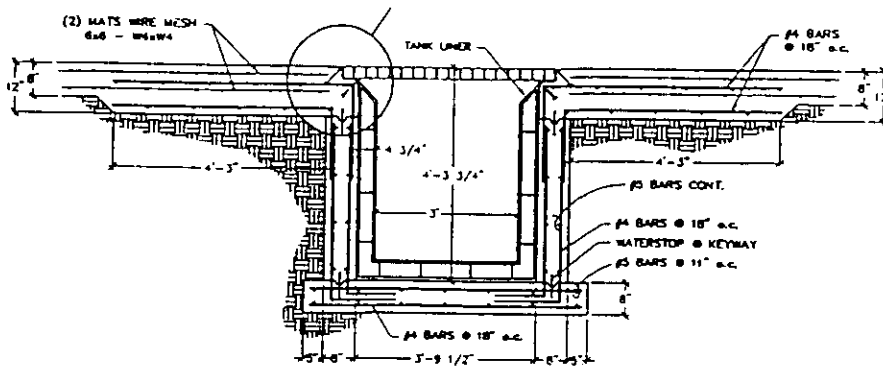 (2) MATS WIRE MESH
6x6 - W4xW4
TANK LINER
#4 BARS
@ 18" o.c.
12"
8"
8"
4 3/4"
4'-3"
4'-3 3/4"
4'-3"
3'
#5 BARS CONT.
#4 BARS @ 18" o.c.
WATERSTOP @ KEYWAY
#5 BARS @ 11" o.c.
8"
#4 BARS @ 18" o.c.
5"
8"
3'-9 1/2"
8"
5"